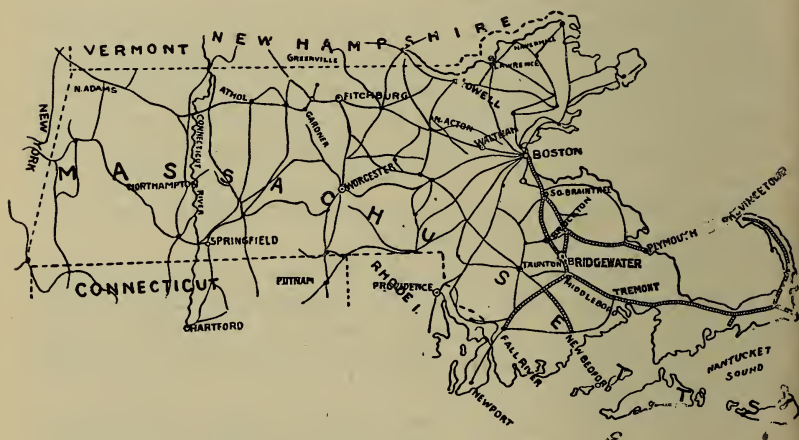 NEW HAMPSHIRE
VERMONT
GREENVILLE
HAVERHILL
LAWRENCE
LOWELL
N. ADAMS
ATHOL
FITCHBURG
GARDNER
N. ACTON
WALTHAM
NEW YORK
CONNECTICUT RIVER
BOSTON
MASSACHUSETTS
NORTHAMPTON
WORCESTER
SO. BRAINTREE
PROVINCETOWN
SPRINGFIELD
PLYMOUTH
TAUNTON
BRIDGEWATER
CONNECTICUT
PUTNAM
RHODE I.
PROVIDENCE
MIDDLEBORO
TREMONT
HARTFORD
FALL RIVER
NEW BEDFORD
NANTUCKET
SOUND
NEWPORT